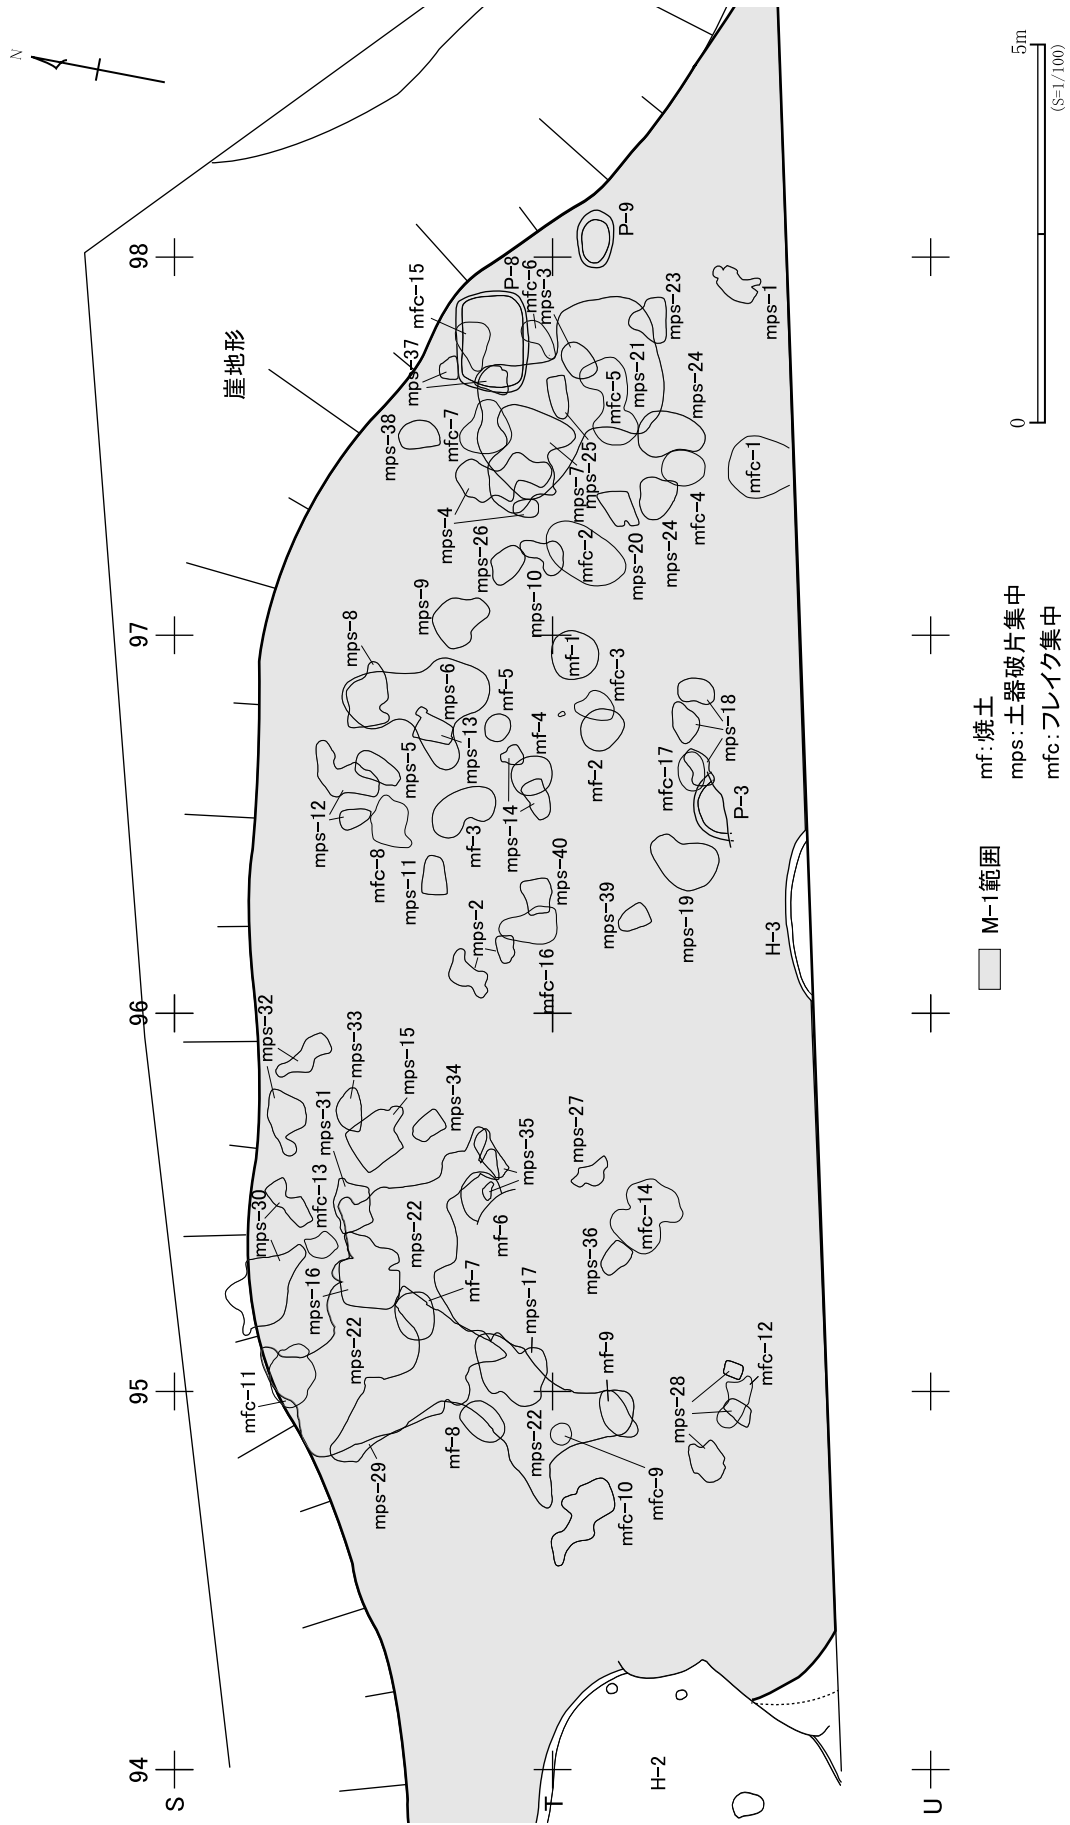 N
94
95
96
97
98
S
T
U
崖地形
mfc-15
P-8
mfc-6
mps-3
P-9
mps-37
mps-23
mps-1
mps-38
mfc-7
mfc-5
mps-21
mps-24
mps-4
mps-7
mps-25
mfc-1
mps-26
mfc-2
mps-20
mps-24
mfc-4
mps-9
mps-10
mps-8
mps-6
mf-1
mfc-3
mf-5
mps-13
mf-4
mps-5
mf-2
mps-18
mfc-17
P-3
mps-12
mfc-8
mf-3
mps-14
mps-11
mps-40
mps-2
mfc-16
mps-39
mps-19
H-3
mps-32
mps-33
mps-15
mps-31
mps-34
mfc-13
mps-30
mps-35
mps-27
mps-22
mf-6
mfc-14
mps-36
mps-16
mf-7
mps-22
mps-17
mf-9
mfc-12
mfc-11
mps-28
mf-8
mps-22
mps-29
mfc-9
mfc-10
H-2
M-1範囲
mf:焼土
mps:土器破片集中
mfc:フレイク集中
0
5m
(S=1/100)